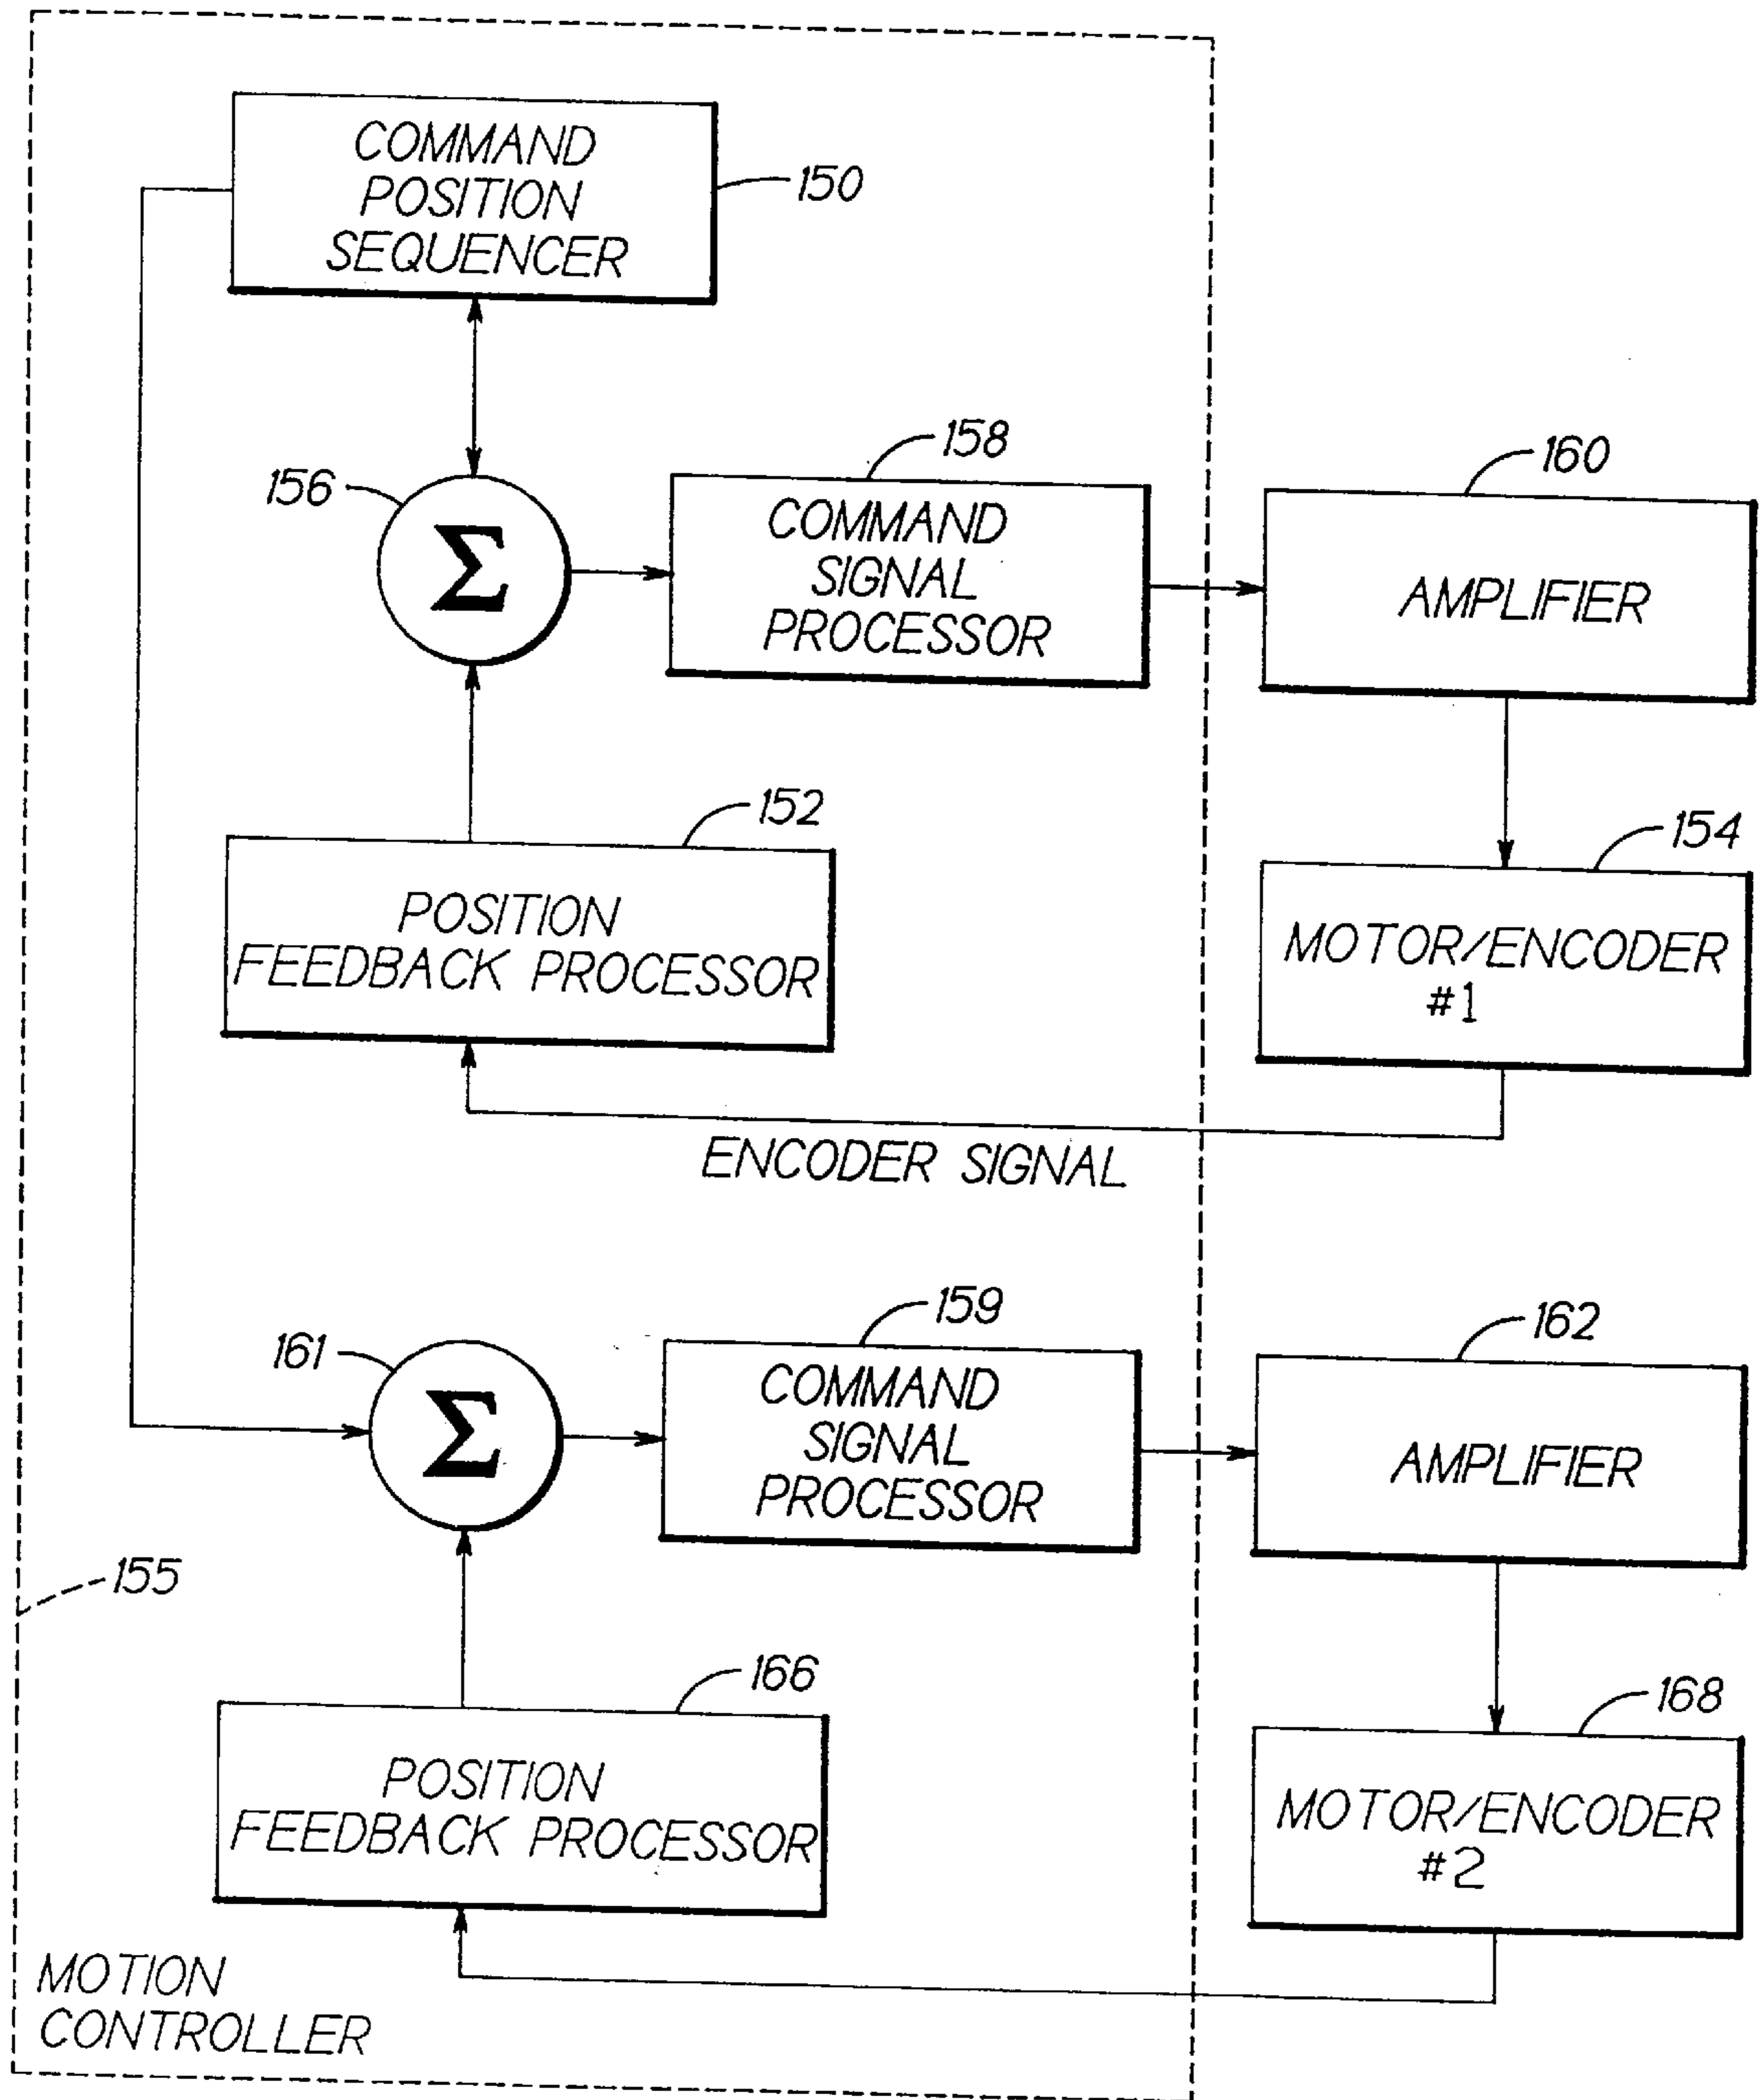 COMMAND
POSITION
SEQUENCER
150
156
Σ
158
COMMAND
SIGNAL
PROCESSOR
160
AMPLIFIER
152
POSITION
FEEDBACK PROCESSOR
154
MOTOR/ENCODER
#1
ENCODER SIGNAL
161
Σ
159
COMMAND
SIGNAL
PROCESSOR
162
AMPLIFIER
155
166
POSITION
FEEDBACK PROCESSOR
168
MOTOR/ENCODER
#2
MOTION
CONTROLLER